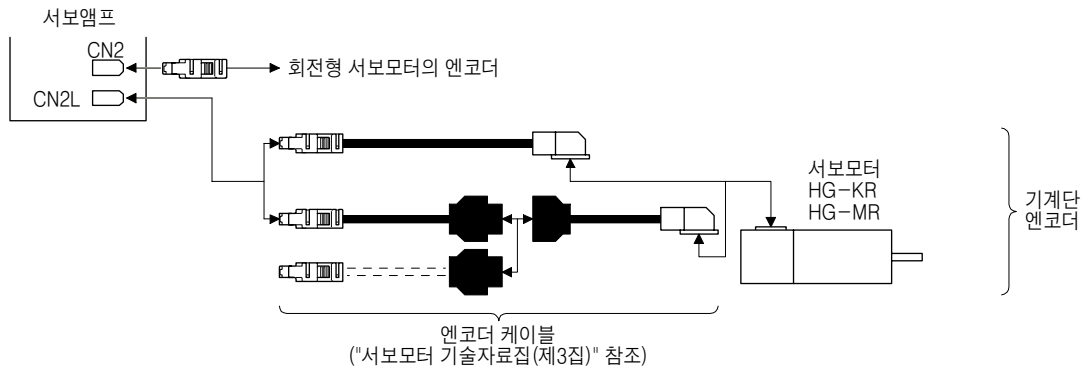 서보앰프
CN2
회전형 서보모터의 엔코더
CN2L
서보모터
HG-KR
HG-MR
기계단
엔코더
엔코더 케이블
("서보모터 기술자료집(제3집)" 참조)